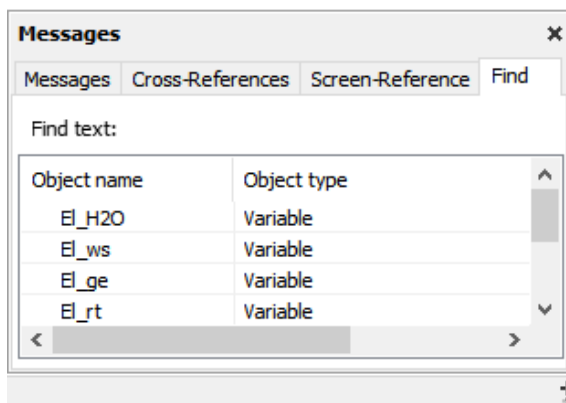 Messages
Messages Cross-References Screen-Reference Find
Find text:
Object name Object type
El_H2O Variable
El_ws Variable
El_ge Variable
El_rt Variable